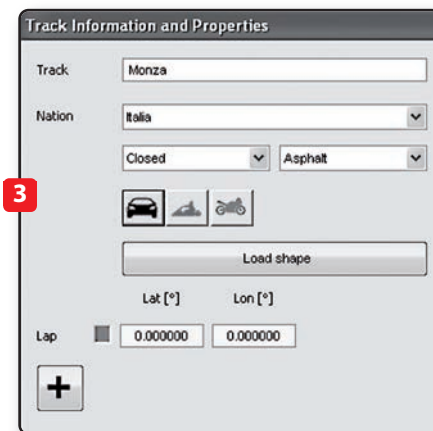 Track Information and Properties
Track Monza
Nation Italia
Closed Asphalt
3
Load shape
Lat [°] Lon [°]
Lap 0.000000 0.000000
+